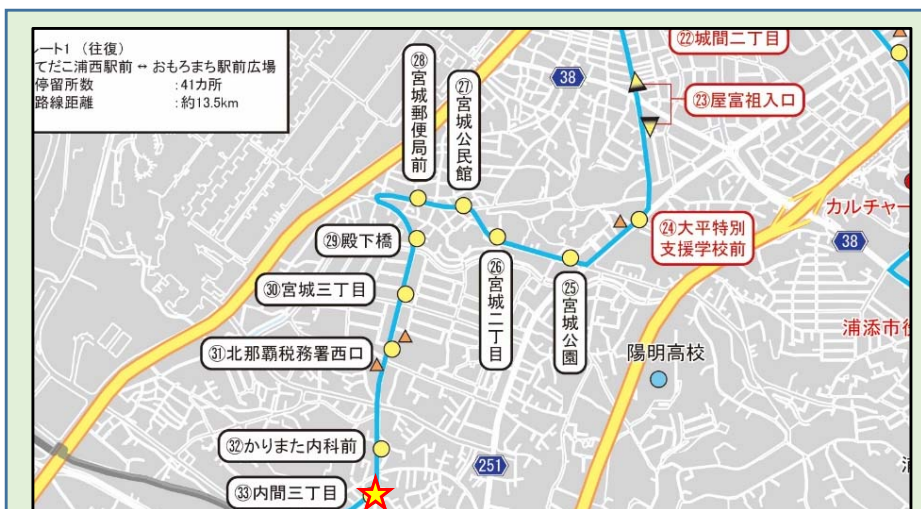 ルート1 （往復）
てだこ浦西駅前 ↔ おもろまち駅前広場
停留所数 :41カ所
路線距離 :約13.5km
㉒城間二丁目
38
㉓屋富祖入口
㉘宮城郵便局前
㉗宮城公民館
カルチャー
㉔大平特別
支援学校前
38
㉙殿下橋
㉖宮城二丁目
㉕宮城公園
㉚宮城三丁目
浦添市役
㉛北那覇税務署西口
陽明高校
㉜かりまた内科前
251
㉝内間三丁目